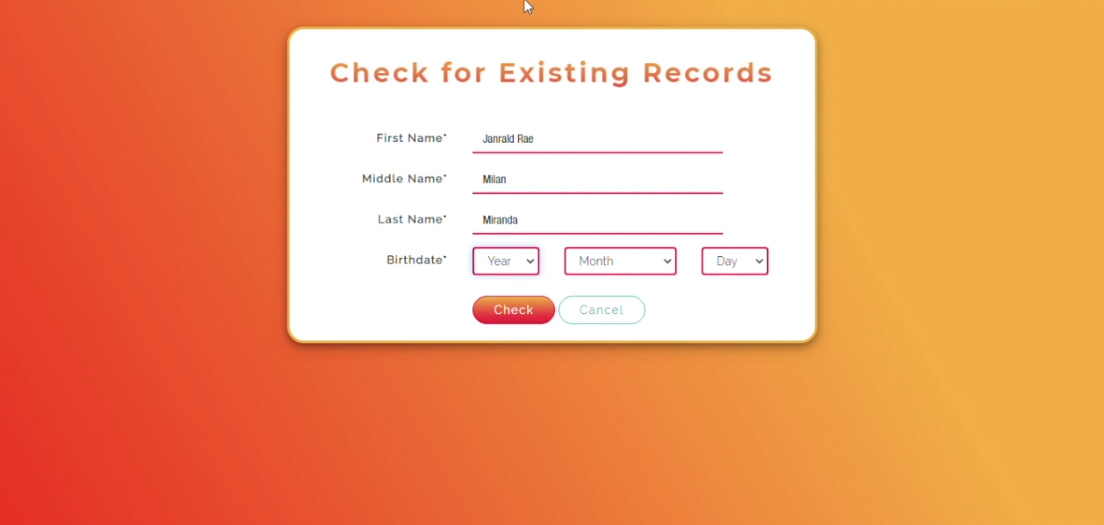 Check for Existing Records
First Name* Janrald Rae
Middle Name* Milan
Last Name* Miranda
Birthdate* Year Month Day
Check Cancel